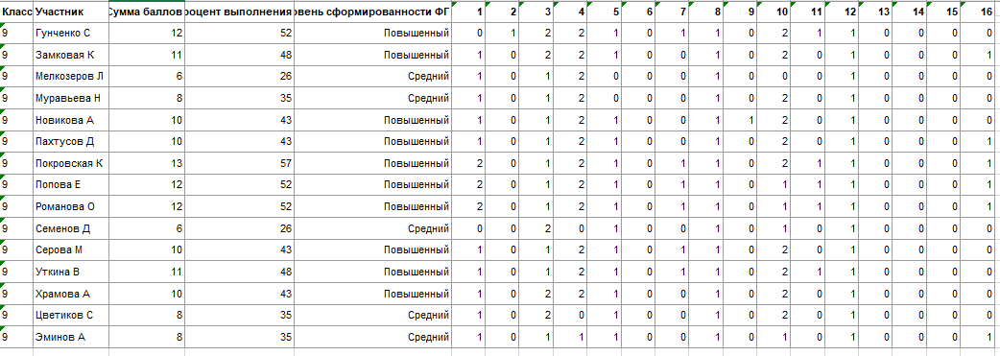 Класс Участник Сумма баллов роцент выполнения овень сформированности ФГ 1 2 3 4 5 6 7 8 9 10 11 12 13 14 15 16
9 Гунченко С 12 52 Повышенный 0 1 2 2 1 0 1 1 0 2 1 1 0 0 0 0
9 Замковая К 11 48 Повышенный 1 0 2 2 1 0 0 1 0 2 0 1 0 0 0 1
9 Мелкозеров Л 6 26 Средний 1 0 1 2 0 0 0 1 0 0 0 1 0 0 0 0
9 Муравьева Н 8 35 Средний 1 0 1 2 0 0 0 1 0 2 0 1 0 0 0 0
9 Новикова А 10 43 Повышенный 1 0 1 2 1 0 0 1 1 2 0 1 0 0 0 0
9 Пахтусов Д 10 43 Повышенный 1 0 1 2 1 0 0 1 0 2 0 1 0 0 0 1
9 Покровская К 13 57 Повышенный 2 0 1 2 1 0 1 1 0 2 1 1 0 0 0 1
9 Попова Е 12 52 Повышенный 2 0 1 2 1 0 1 1 0 1 1 1 0 0 0 1
9 Романова О 12 52 Повышенный 2 0 1 2 1 0 1 1 0 1 1 1 0 0 0 1
9 Семенов Д 6 26 Средний 0 0 2 0 1 0 0 1 0 1 0 1 0 0 0 0
9 Серова М 10 43 Повышенный 1 0 1 2 1 0 1 1 0 2 0 1 0 0 0 0
9 Уткина В 11 48 Повышенный 1 0 1 2 1 0 1 1 0 2 1 1 0 0 0 0
9 Храмова А 10 43 Повышенный 1 0 2 2 1 0 0 1 0 2 0 1 0 0 0 0
9 Цветиков С 8 35 Средний 1 0 2 0 1 0 0 1 0 2 0 1 0 0 0 0
9 Эминов А 8 35 Средний 1 0 1 1 1 0 0 1 0 1 0 1 0 0 0 1